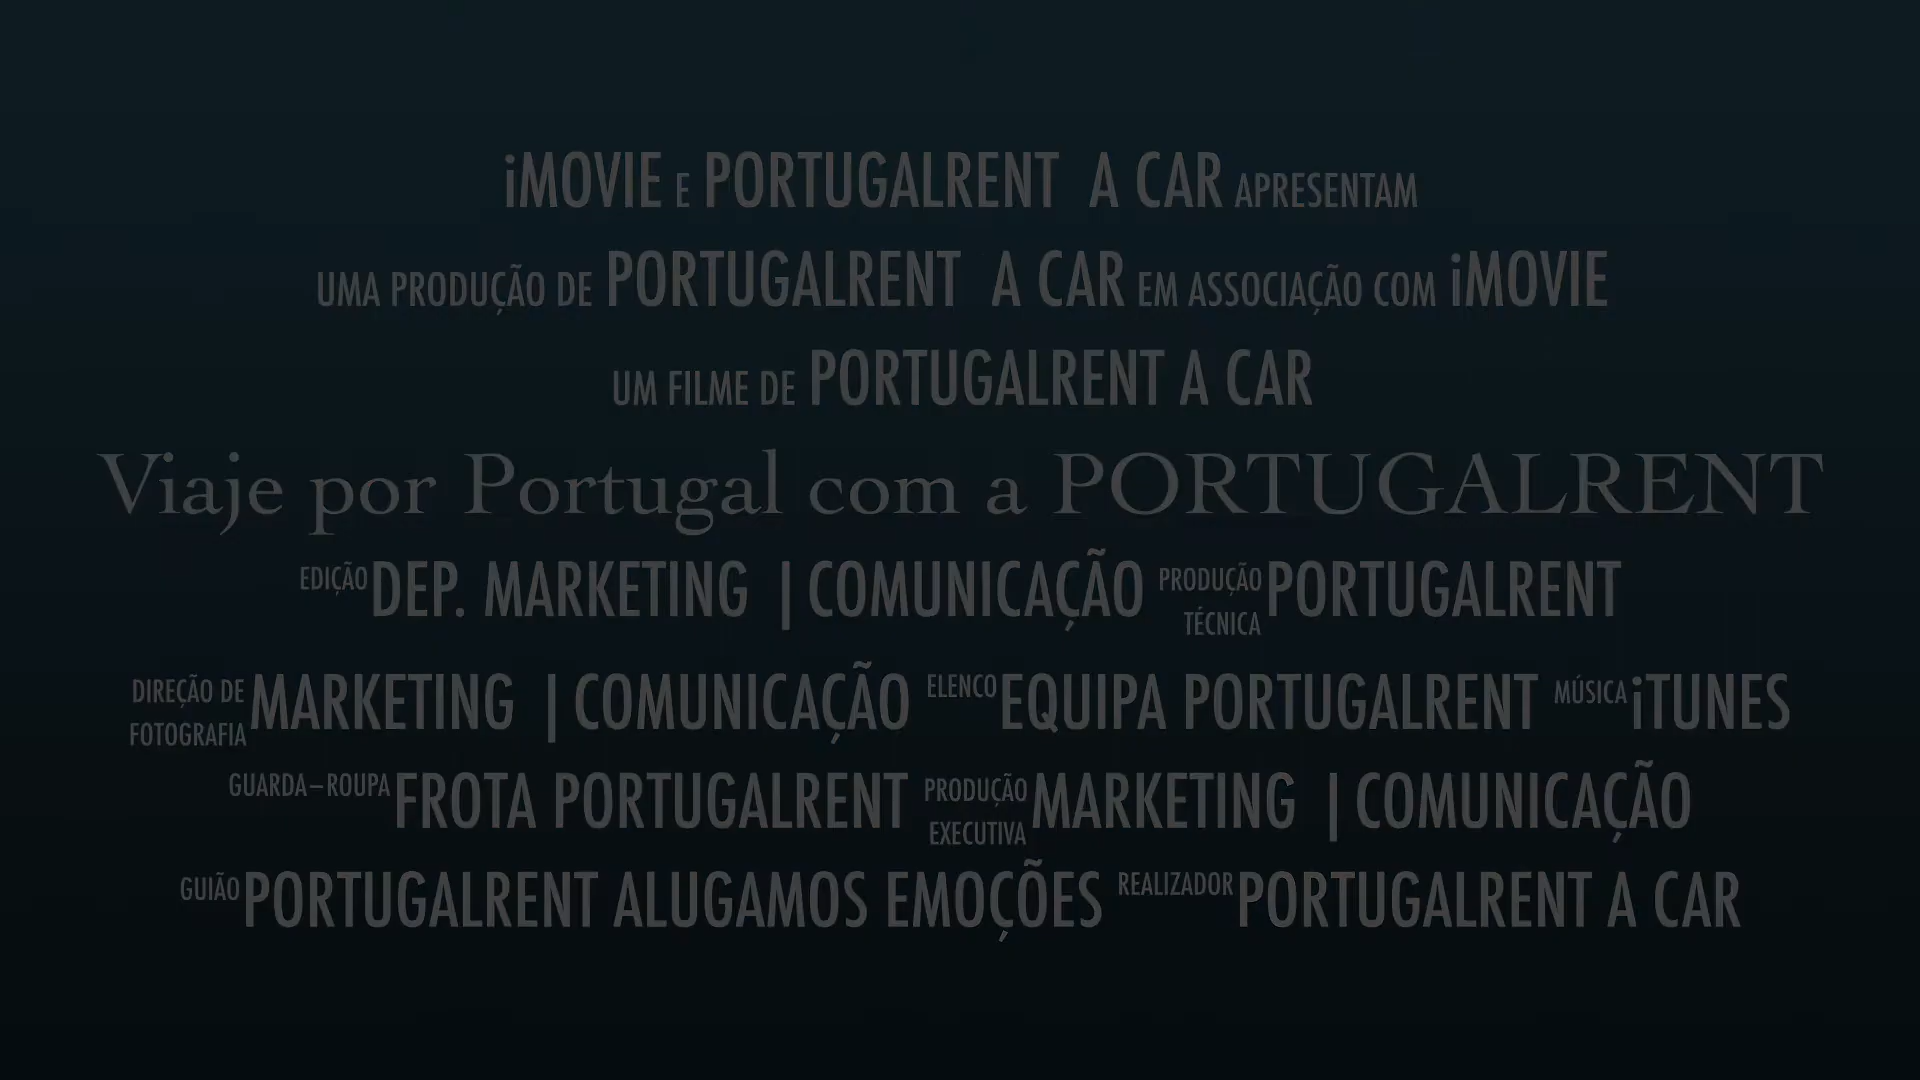 iMOVIE E PORTUGALRENT A CAR APRESENTAM
UMA PRODUÇÃO DE PORTUGALRENT A CAR EM ASSOCIAÇÃO COM iMOVIE
UM FILME DE PORTUGALRENT A CAR
Viaje por Portugal com a PORTUGALRENT
EDIÇÃO DEP. MARKETING | COMUNICAÇÃO PRODUÇÃO TÉCNICA PORTUGALRENT
DIREÇÃO DE FOTOGRAFIA MARKETING | COMUNICAÇÃO ELENCO EQUIPA PORTUGALRENT MÚSICA iTUNES
GUARDA–ROUPA FROTA PORTUGALRENT PRODUÇÃO EXECUTIVA MARKETING | COMUNICAÇÃO
GUIÃO PORTUGALRENT ALUGAMOS EMOÇÕES REALIZADOR PORTUGALRENT A CAR